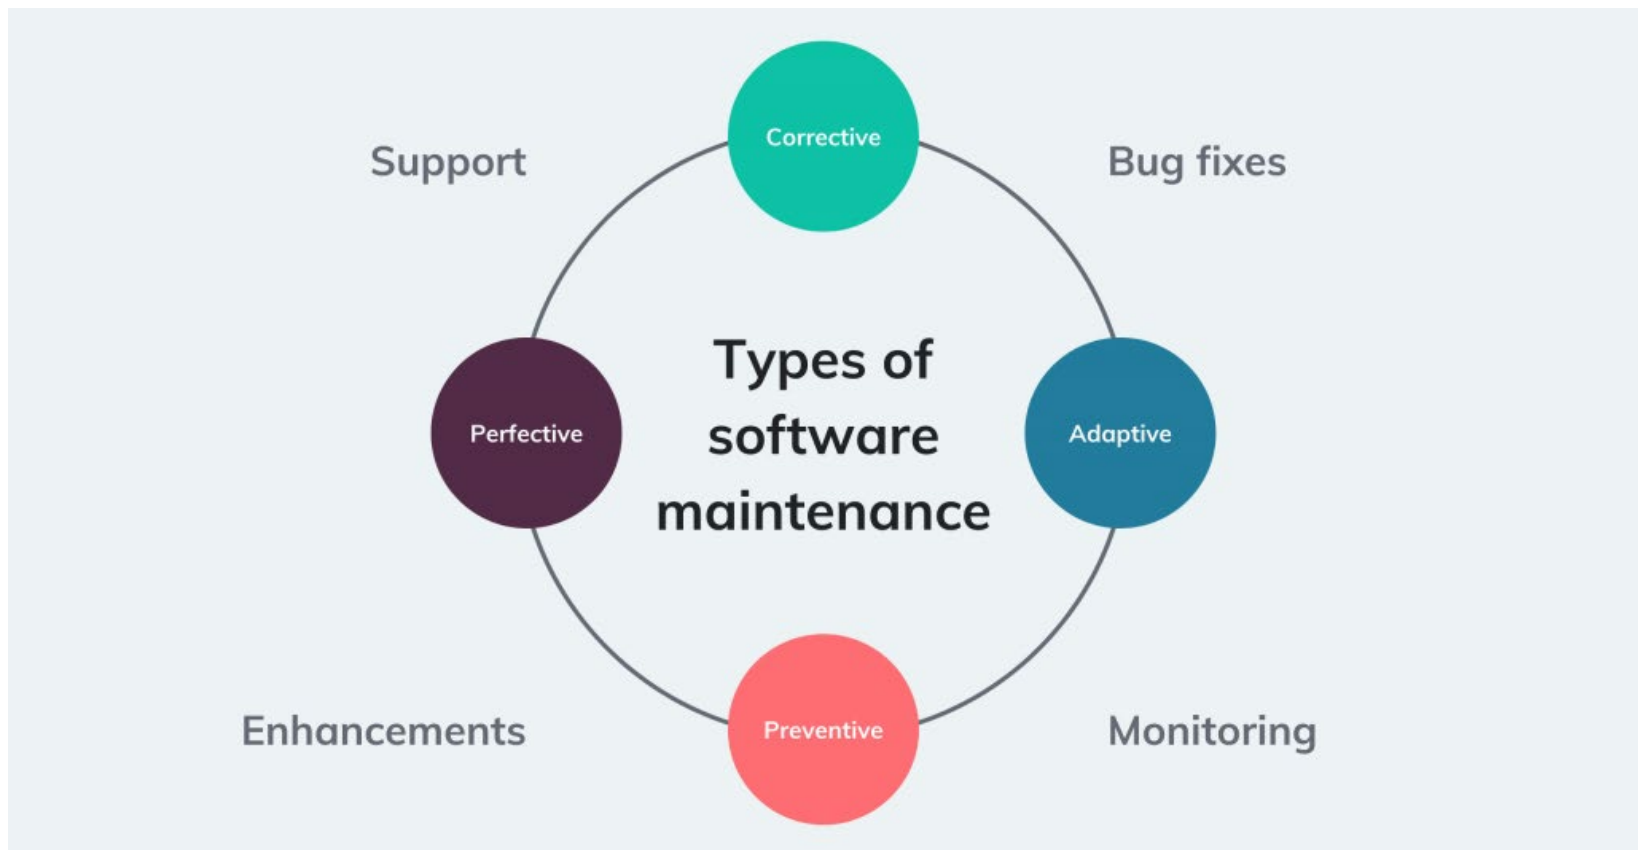 Corrective
Support
Bug fixes
Types of
software
maintenance
Perfective
Adaptive
Preventive
Enhancements
Monitoring